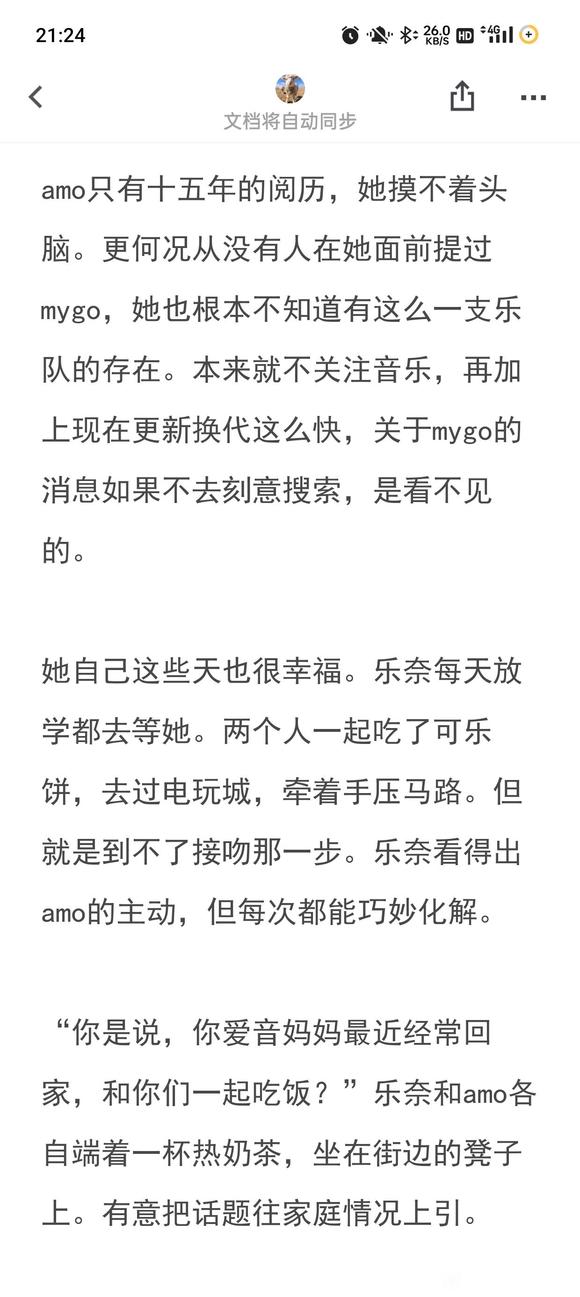 21:24
26.0
KB/S
HD
4G
文档将自动同步
amo只有十五年的阅历，她摸不着头
脑。更何况从没有人在她面前提过
mygo，她也根本不知道有这么一支乐
队的存在。本来就不关注音乐，再加
上现在更新换代这么快，关于mygo的
消息如果不去刻意搜索，是看不见
的。
她自己这些天也很幸福。乐奈每天放
学都去等她。两个人一起吃了可乐
饼，去过电玩城，牵着手压马路。但
就是到不了接吻那一步。乐奈看得出
amo的主动，但每次都能巧妙化解。
“你是说，你爱音妈妈最近经常回
家，和你们一起吃饭？”乐奈和amo各
自端着一杯热奶茶，坐在街边的凳子
上。有意把话题往家庭情况上引。